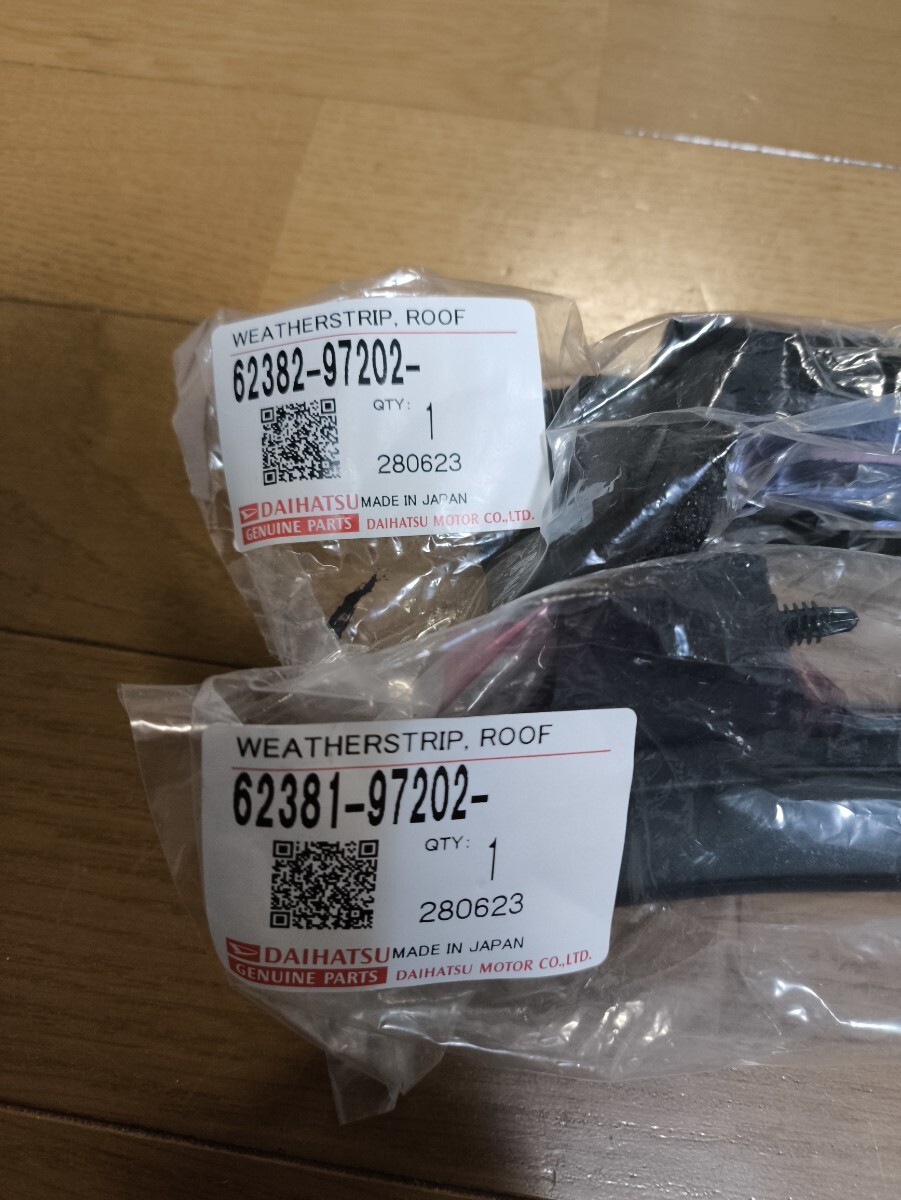 WEATHERSTRIP, ROOF
62382-97202-
QTY: 1
280623
DAIHATSU MADE IN JAPAN
GENUINE PARTS DAIHATSU MOTOR CO.,LTD.
WEATHERSTRIP, ROOF
62381-97202-
QTY: 1
280623
DAIHATSU MADE IN JAPAN
GENUINE PARTS DAIHATSU MOTOR CO.,LTD.